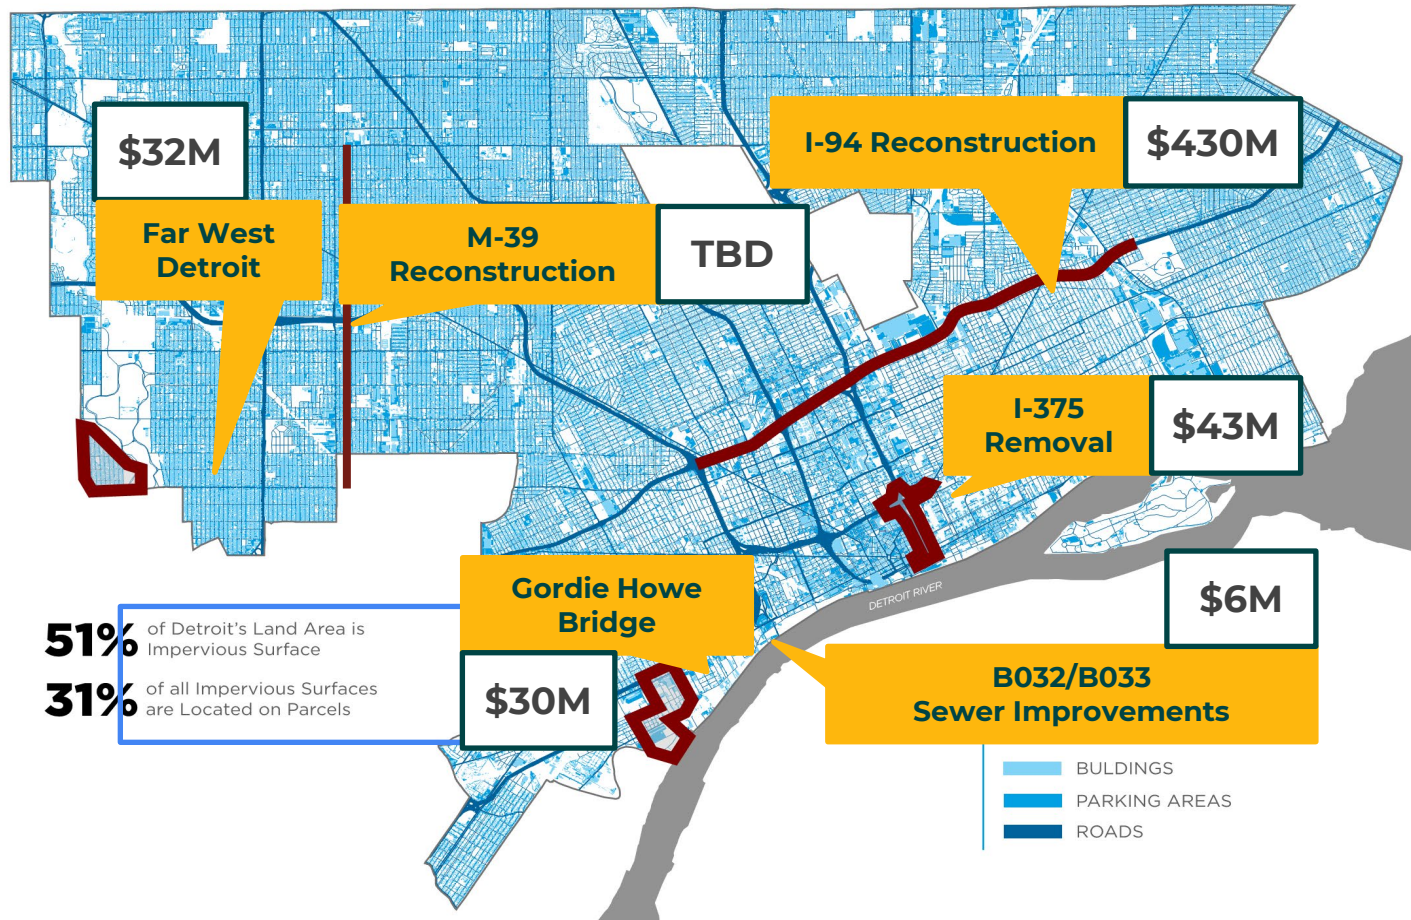 $32M
Far West
Detroit
M-39
Reconstruction
TBD
I-94 Reconstruction
$430M
I-375
Removal
$43M
DETROIT RIVER
$6M
B032/B033
Sewer Improvements
Gordie Howe
Bridge
$30M
51% of Detroit's Land Area is
Impervious Surface
31% of all Impervious Surfaces
are Located on Parcels
BULDINGS
PARKING AREAS
ROADS